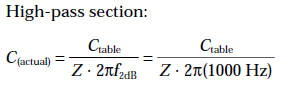 High-pass section:
C(actual) = Ctable / Z · 2πf2dB = Ctable / Z · 2π(1000 Hz)